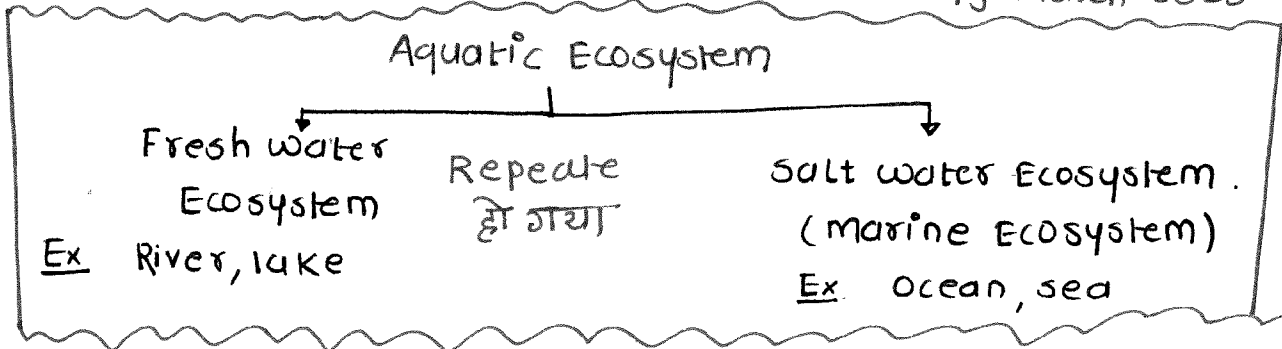 Aquatic Ecosystem
Fresh water
Ecosystem
Ex River, lake
Repeate
हो गया
Salt water Ecosystem.
(marine Ecosystem)
Ex. Ocean, sea